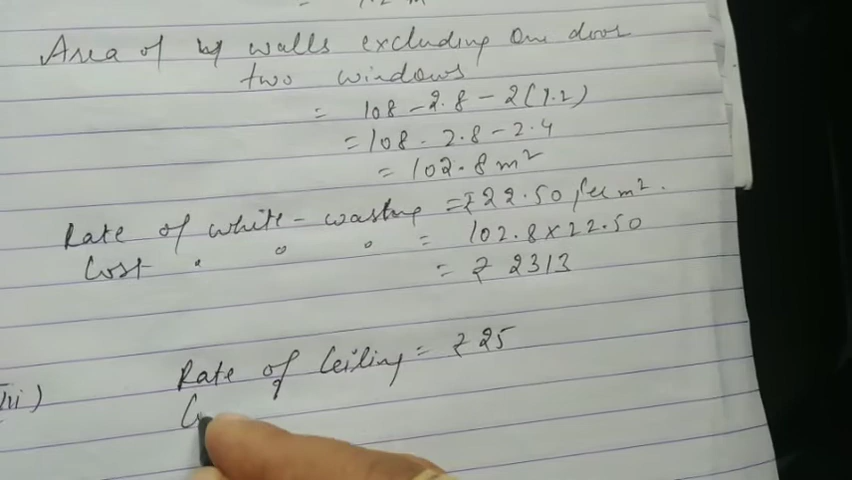 = 1.2 m
Area of 4 walls excluding one door
two windows
= 108 - 2.8 - 2(1.2)
= 108 - 2.8 - 2.4
= 102.8 m²
Rate of white-washing = ₹22.50 per m².
Cost " " " = 102.8 × 22.50
= ₹ 2313
iii) Rate of Ceiling = ₹ 25
C